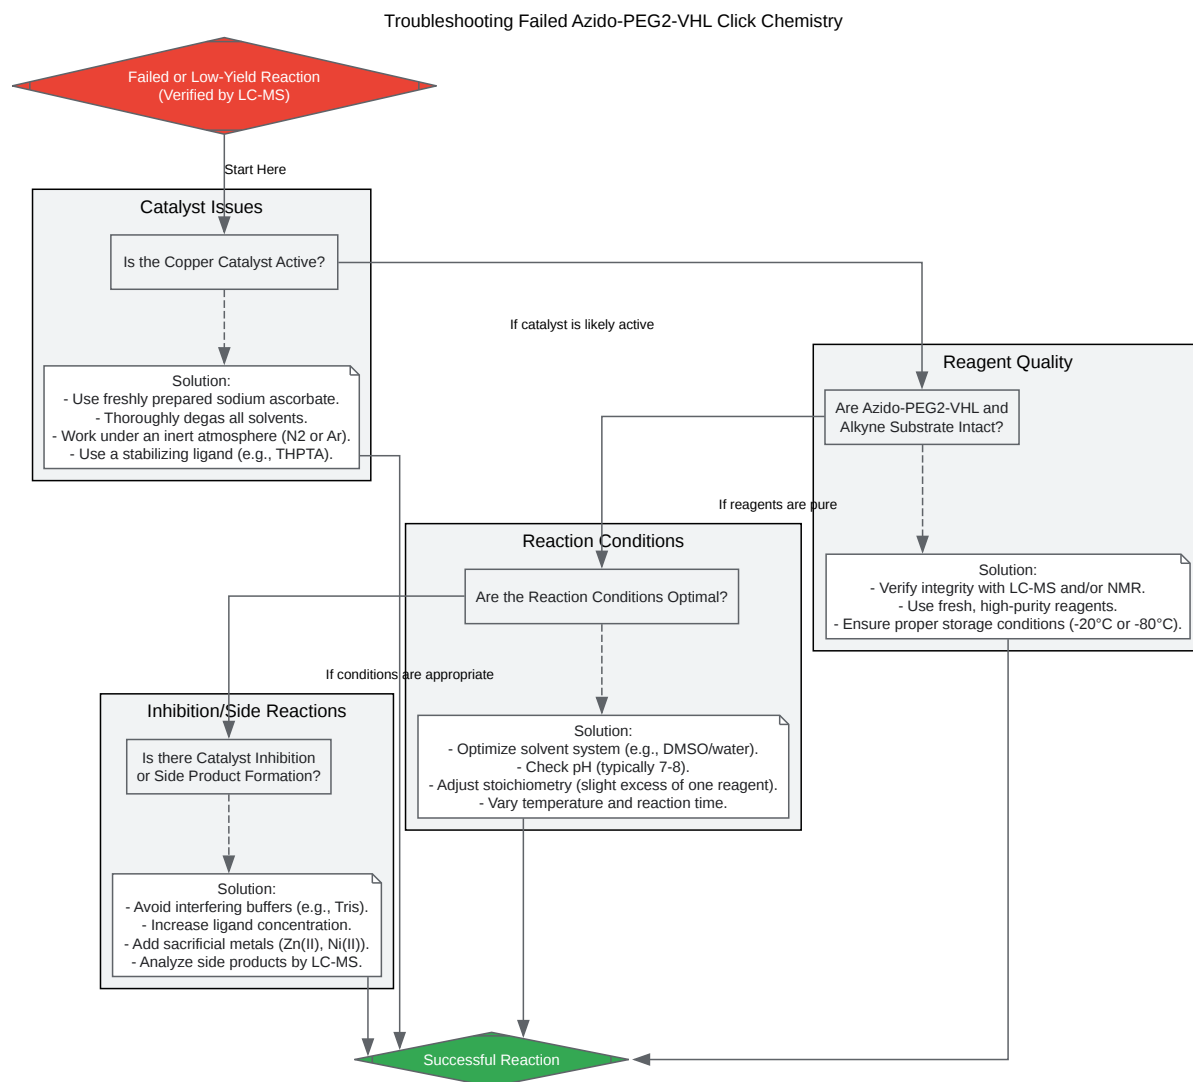 Troubleshooting Failed Azido-PEG2-VHL Click Chemistry
Failed or Low-Yield Reaction
(Verified by LC-MS)
Start Here
Catalyst Issues
Is the Copper Catalyst Active?
If catalyst is likely active
Solution:
- Use freshly prepared sodium ascorbate.
- Thoroughly degas all solvents.
- Work under an inert atmosphere (N2 or Ar).
- Use a stabilizing ligand (e.g., THPTA).
Reagent Quality
Are Azido-PEG2-VHL and
Alkyne Substrate Intact?
If reagents are pure
Solution:
- Verify integrity with LC-MS and/or NMR.
- Use fresh, high-purity reagents.
- Ensure proper storage conditions (-20°C or -80°C).
Reaction Conditions
Are the Reaction Conditions Optimal?
If conditions are appropriate
Solution:
- Optimize solvent system (e.g., DMSO/water).
- Check pH (typically 7-8).
- Adjust stoichiometry (slight excess of one reagent).
- Vary temperature and reaction time.
Inhibition/Side Reactions
Is there Catalyst Inhibition
or Side Product Formation?
Solution:
- Avoid interfering buffers (e.g., Tris).
- Increase ligand concentration.
- Add sacrificial metals (Zn(II), Ni(II)).
- Analyze side products by LC-MS.
Successful Reaction